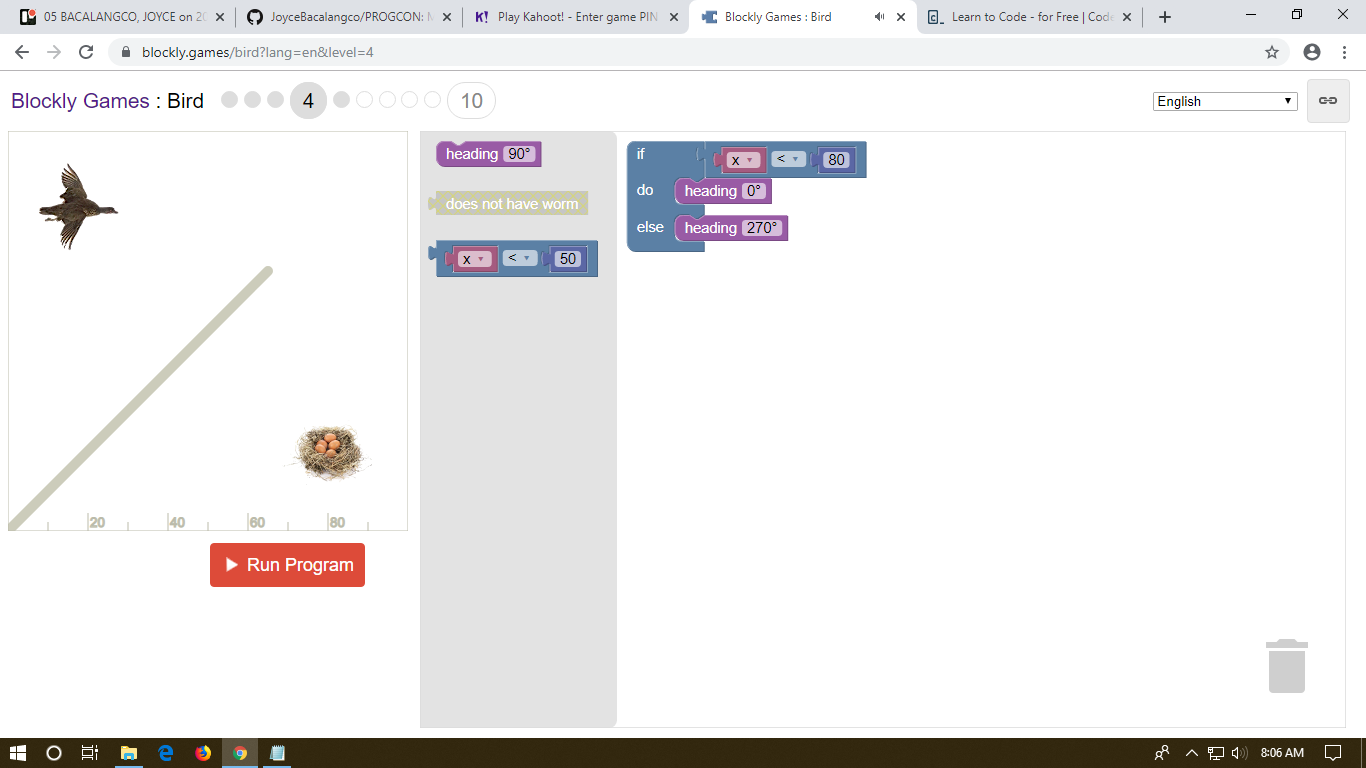 05 BACALANGCO, JOYCE on 20
JoyceBacalangco/PROGCON: M
Play Kahoot! - Enter game PIN
Blockly Games : Bird
Learn to Code - for Free | Code
blockly.games/bird?lang=en&level=4
Blockly Games : Bird 4 10
English
heading 90°
does not have worm
x < 50
if x < 80
do heading 0°
else heading 270°
20 40 60 80
Run Program
8:06 AM